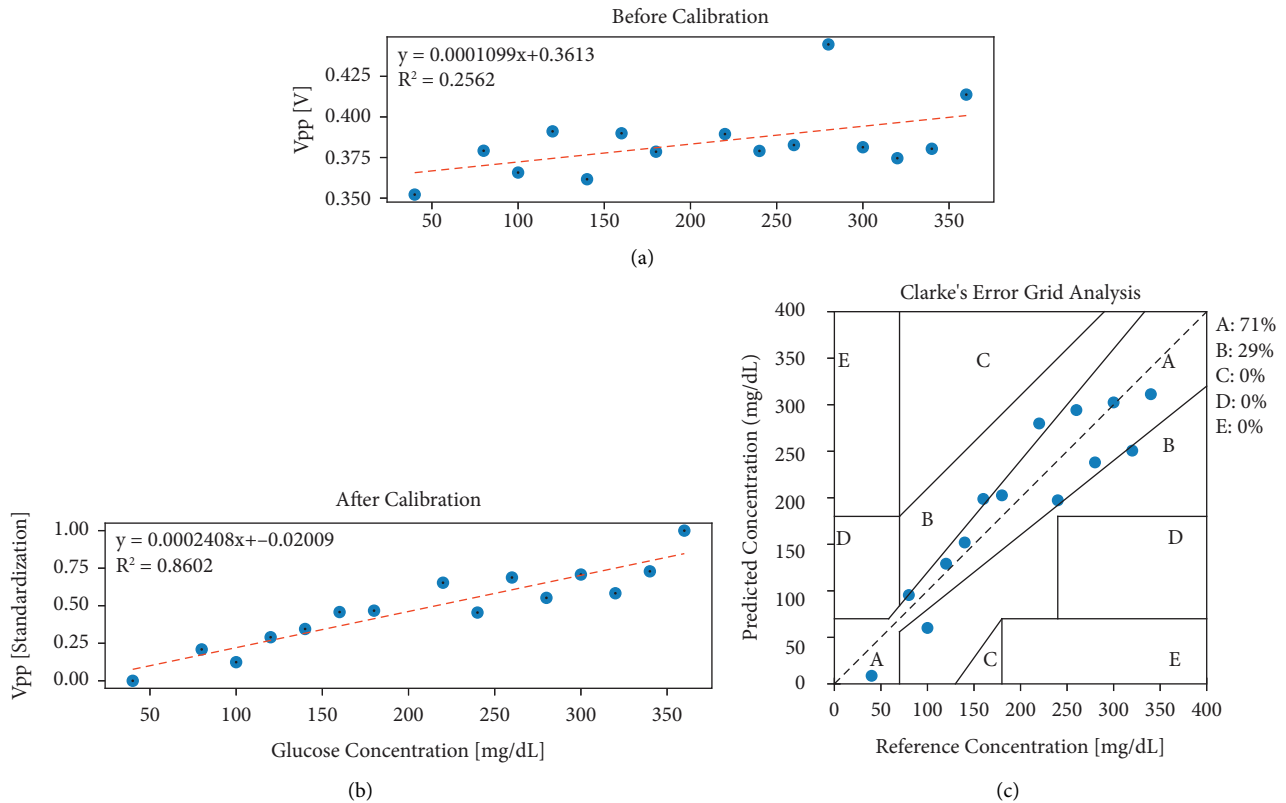 Before Calibration
y = 0.0001099x+0.3613
R² = 0.2562
Vpp [V]
0.425
0.400
0.375
0.350
50 100 150 200 250 300 350
(a)
After Calibration
y = 0.0002408x+−0.02009
R² = 0.8602
Vpp [Standardization]
1.00
0.75
0.50
0.25
0.00
50 100 150 200 250 300 350
Glucose Concentration [mg/dL]
(b)
Clarke's Error Grid Analysis
Predicted Concentration (mg/dL)
400
350
300
250
200
150
100
50
0
E
C
A
B
B
D
D
A
C
E
A: 71%
B: 29%
C: 0%
D: 0%
E: 0%
0 50 100 150 200 250 300 350 400
Reference Concentration [mg/dL]
(c)